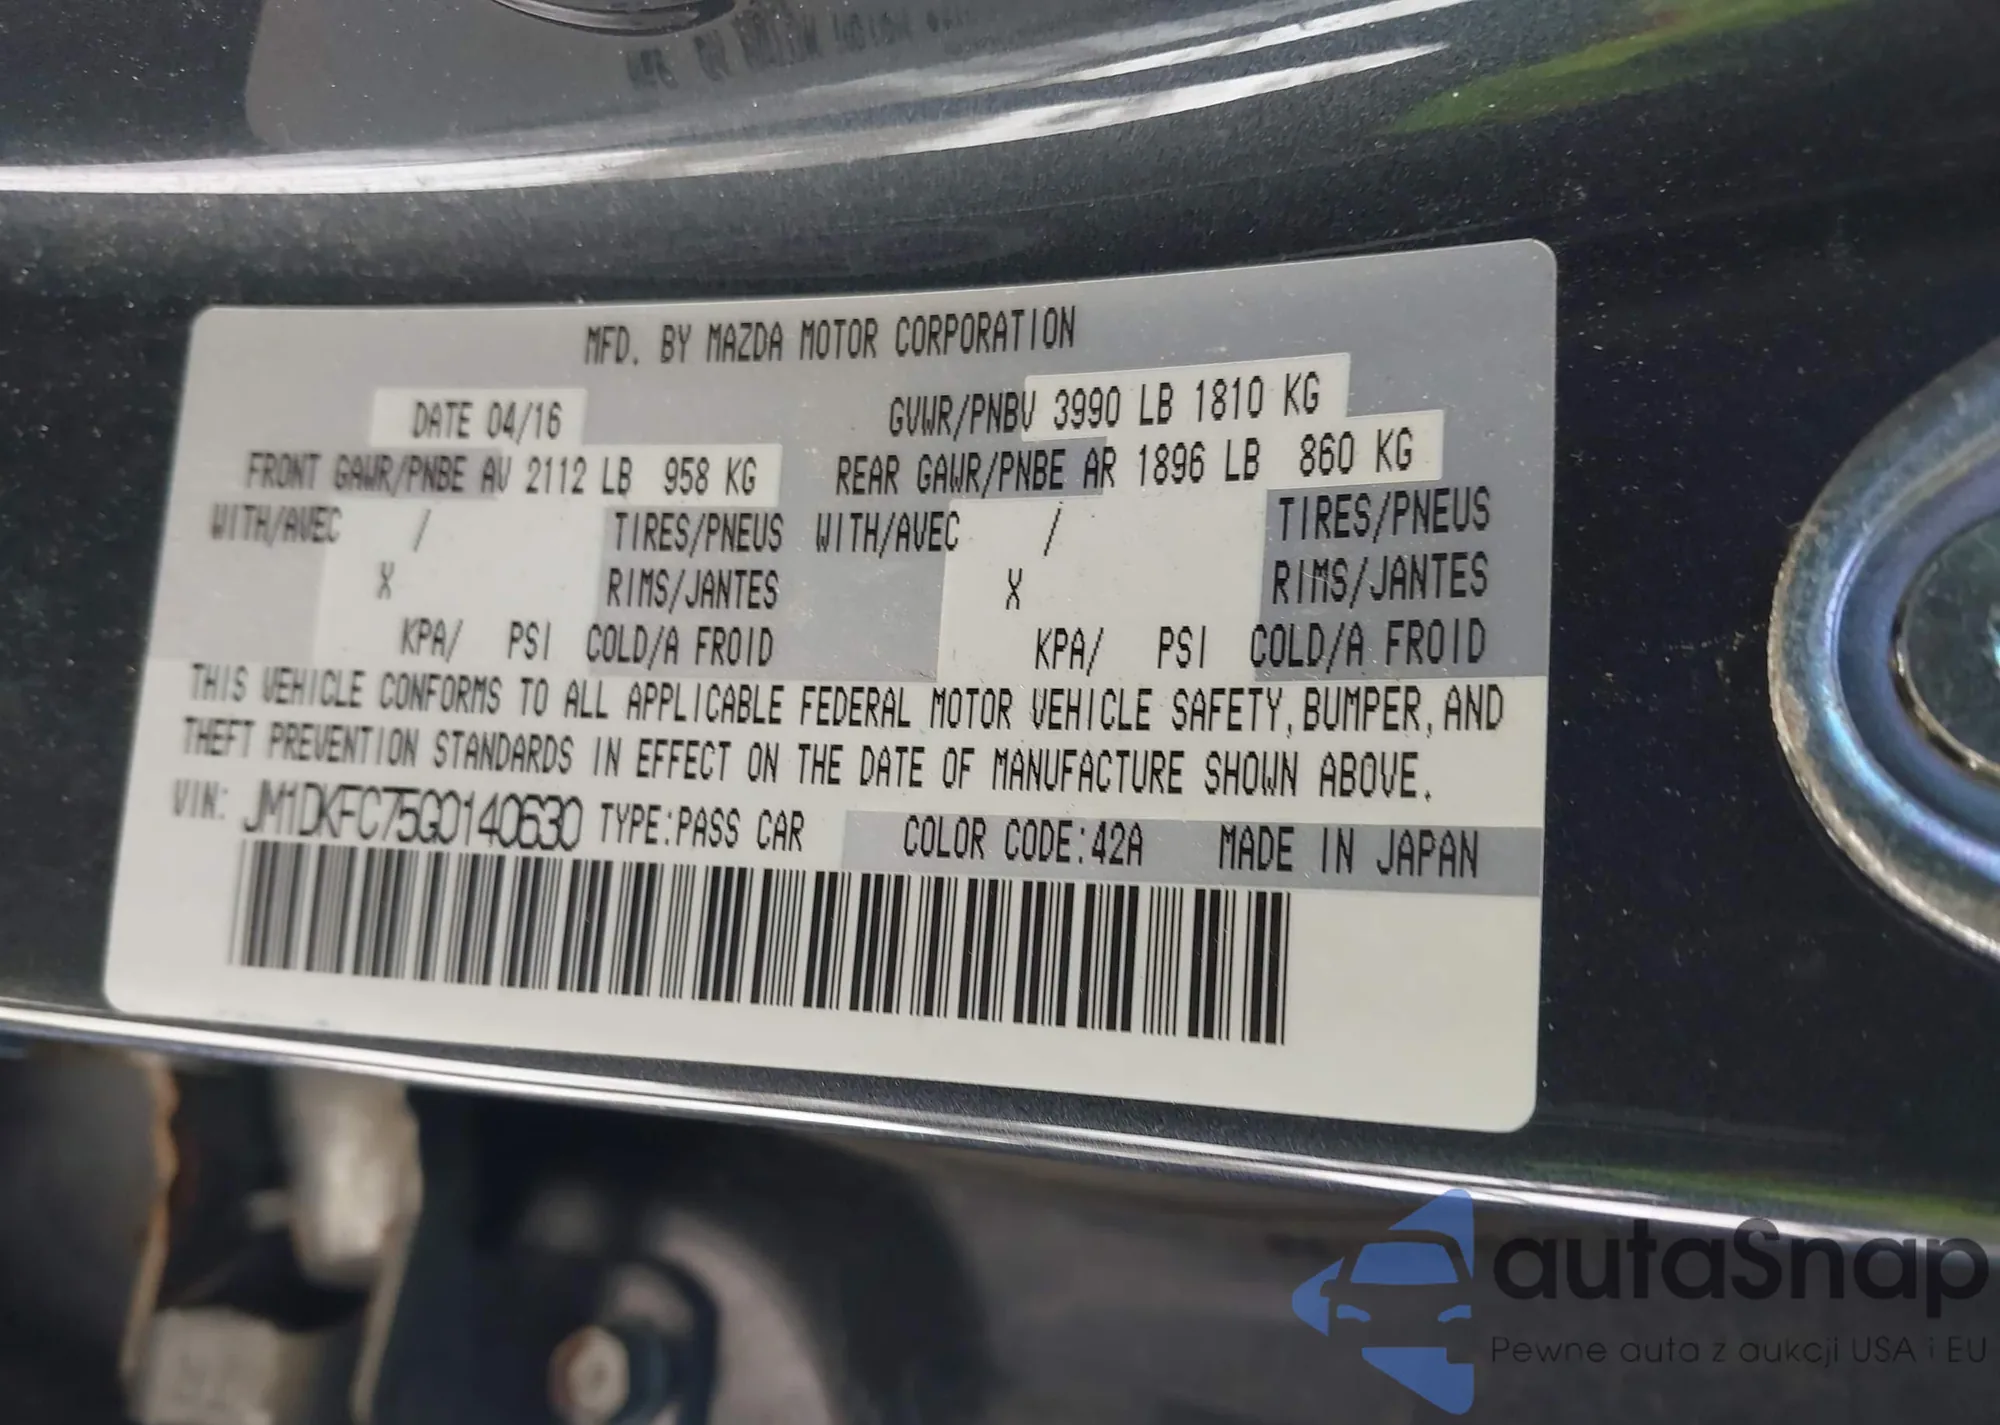 MFD. BY MAZDA MOTOR CORPORATION
DATE 04/16 GVWR/PNBV 3990 LB 1810 KG
FRONT GAWR/PNBE AV 2112 LB 958 KG REAR GAWR/PNBE AR 1896 LB 860 KG
WITH/AVEC / TIRES/PNEUS WITH/AVEC / TIRES/PNEUS
X RIMS/JANTES X RIMS/JANTES
KPA/ PSI COLD/A FROID KPA/ PSI COLD/A FROID
THIS VEHICLE CONFORMS TO ALL APPLICABLE FEDERAL MOTOR VEHICLE SAFETY, BUMPER, AND
THEFT PREVENTION STANDARDS IN EFFECT ON THE DATE OF MANUFACTURE SHOWN ABOVE.
VIN: JM1DKFC75G0140630 TYPE:PASS CAR COLOR CODE:42A MADE IN JAPAN
autaSnap
Pewne auta z aukcji USA i EU